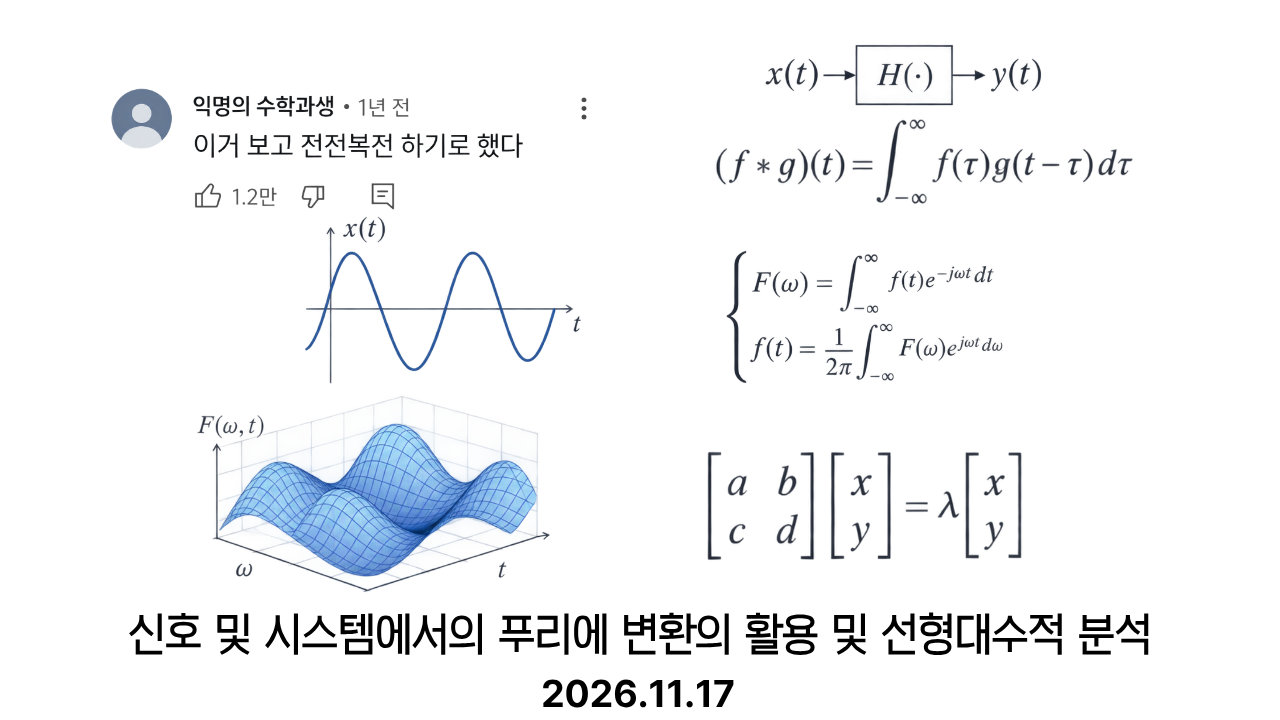 익명의 수학과생 • 1년 전
이거 보고 전전복전 하기로 했다
1.2만
x(t)
t
F(ω, t)
ω
t
x(t) → H(·) → y(t)
(f * g)(t) = ∫_{-∞}^{∞} f(τ)g(t − τ) dτ
F(ω) = ∫_{-∞}^{∞} f(t)e^{-jωt} dt
f(t) = \frac{1}{2π} ∫_{-∞}^{∞} F(ω)e^{jωt} dω
[a b; c d] [x; y] = λ [x; y]
신호 및 시스템에서의 푸리에 변환의 활용 및 선형대수적 분석
2026.11.17